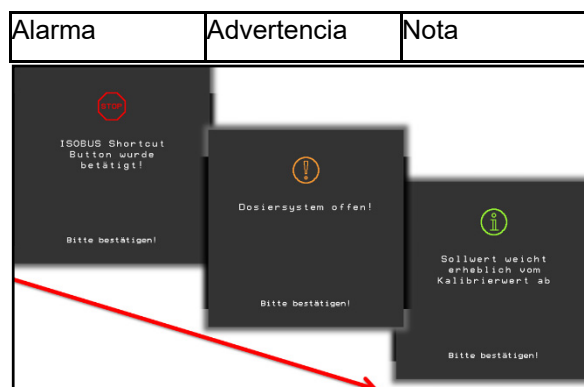 Alarma Advertencia Nota
STOP
ISOBUS Shortcut
Button wurde
betätigt!
Bitte bestätigen!
Dosiersystem offen!
Bitte bestätigen!
Sollwert weicht
erheblich vom
Kalibrierwert ab
Bitte bestätigen!